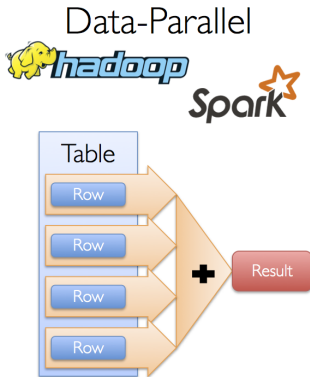 Data-Parallel
hadoop
Spark
Table
Row
Row
Row
Row
+
Result